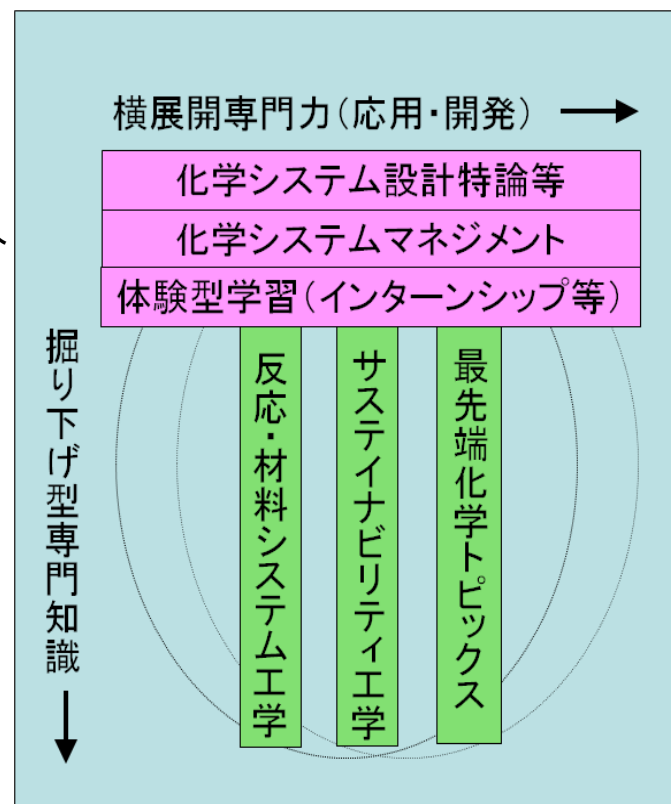 横展開専門力(応用・開発)
化学システム設計特論等
化学システムマネジメント
体験型学習(インターンシップ等)
掘り下げ型専門知識
反応・材料システム工学
サステイナビリティ工学
最先端化学トピックス